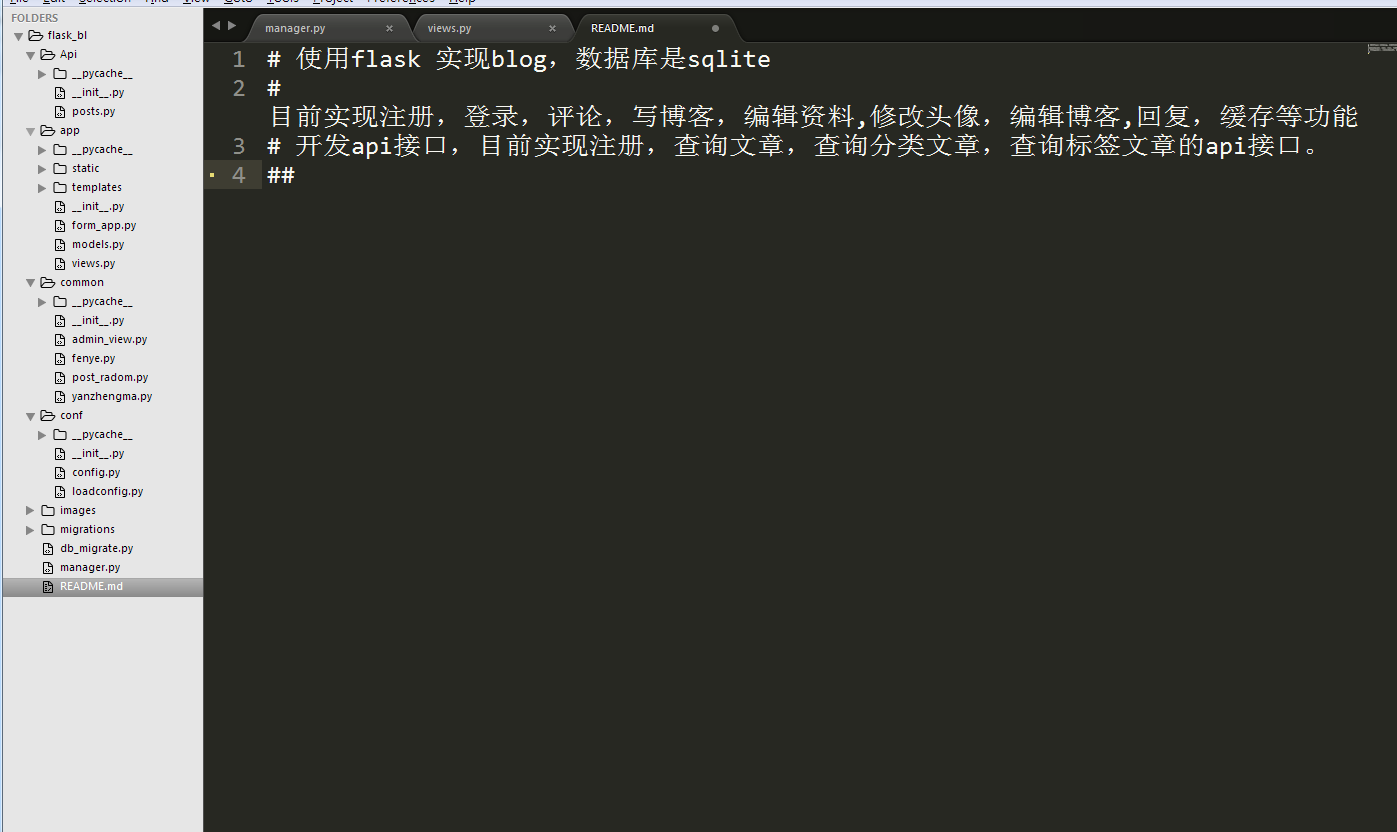 File Edit Selection Find View Goto Tools Project Preferences Help
FOLDERS
flask_bl
Api
__pycache__
__init__.py
posts.py
app
__pycache__
static
templates
__init__.py
form_app.py
models.py
views.py
common
__pycache__
__init__.py
admin_view.py
fenye.py
post_radom.py
yanzhengma.py
conf
__pycache__
__init__.py
config.py
loadconfig.py
images
migrations
db_migrate.py
manager.py
README.md
manager.py × views.py × README.md
1 # 使用flask 实现blog，数据库是sqlite
2 #
目前实现注册，登录，评论，写博客，编辑资料,修改头像，编辑博客,回复，缓存等功能
3 # 开发api接口，目前实现注册，查询文章，查询分类文章，查询标签文章的api接口。
4 ##